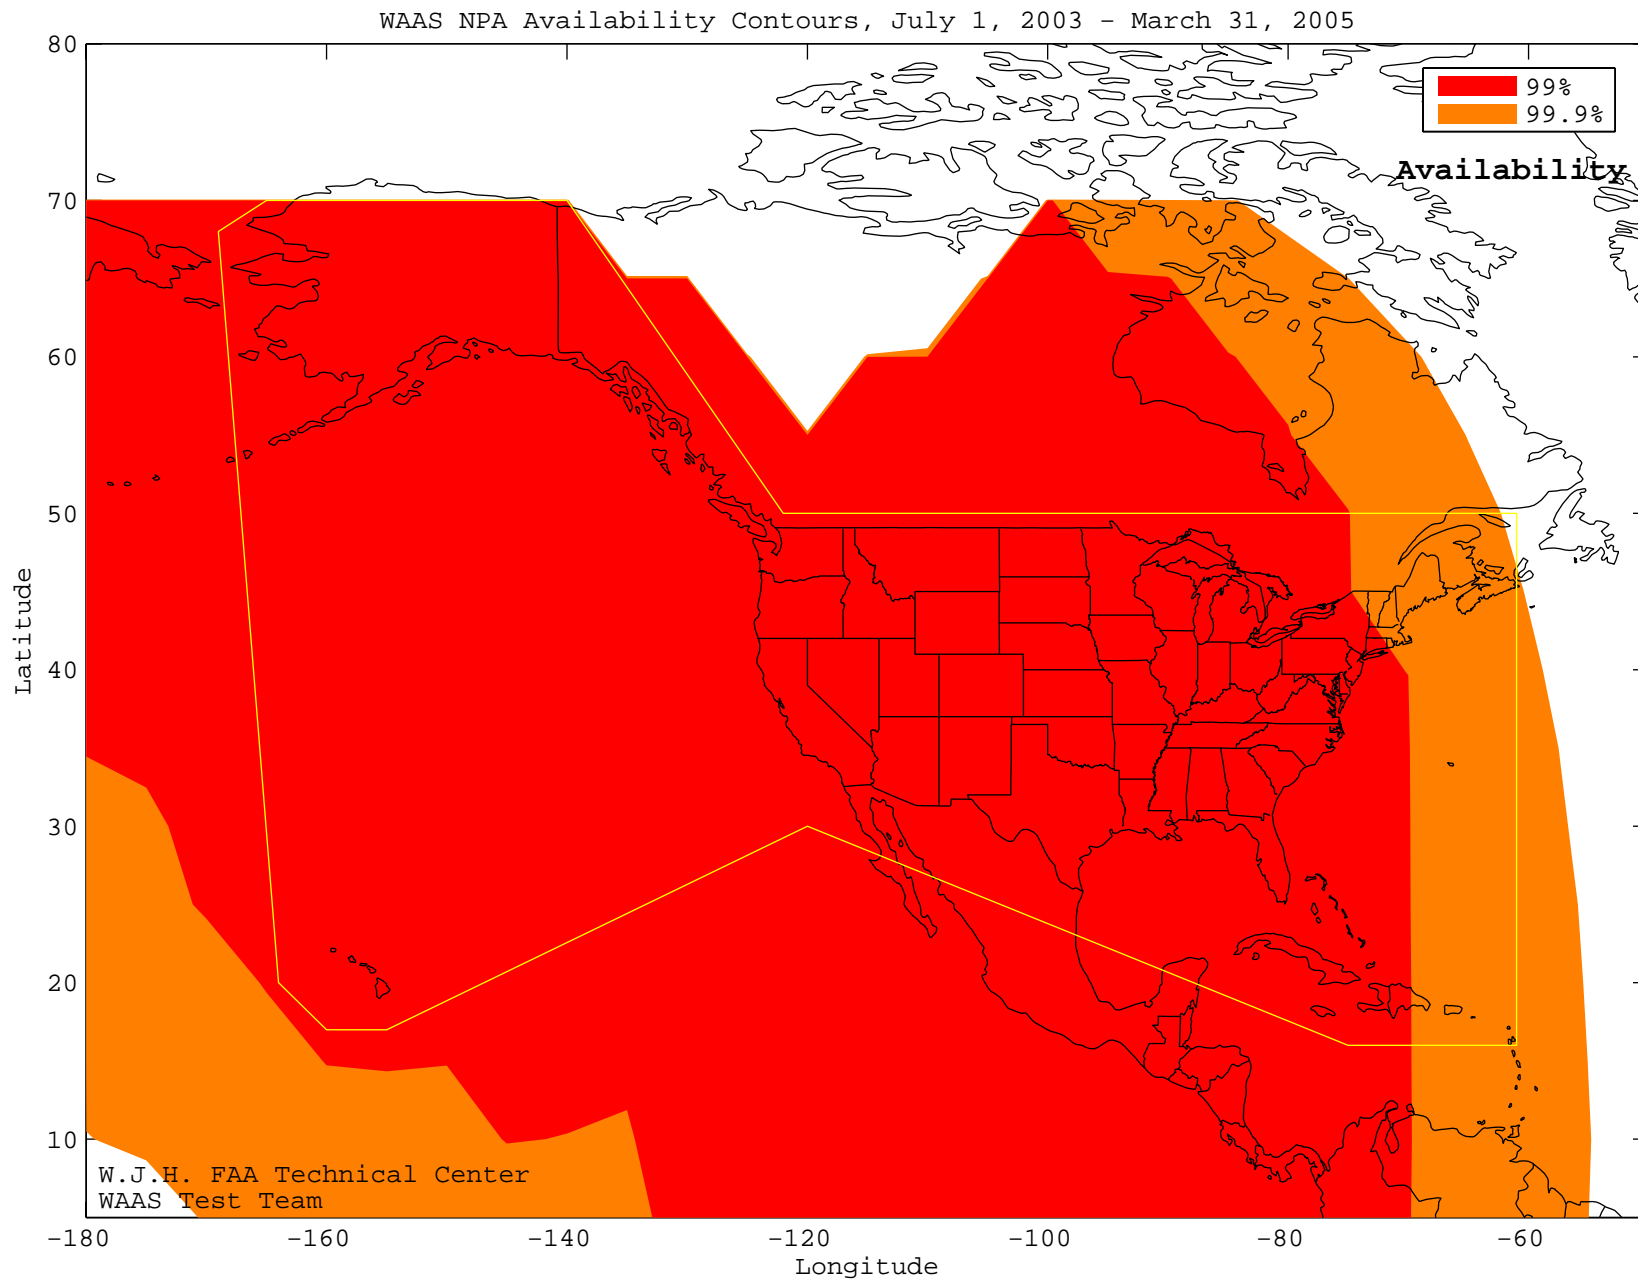 WAAS NPA Availability Contours, July 1, 2003 – March 31, 2005
80
70
60
50
40
30
20
10
Latitude
99%
99.9%
Availability
W.J.H. FAA Technical Center
WAAS Test Team
−180
−160
−140
−120
−100
−80
−60
Longitude